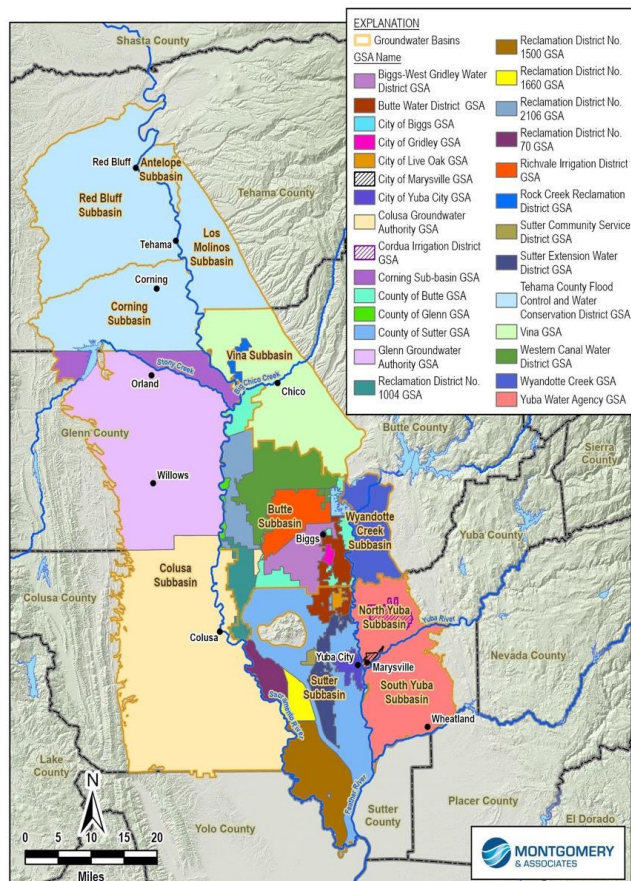 EXPLANATION
Groundwater Basins
GSA Name
Biggs-West Gridley Water
District GSA
Butte Water District GSA
City of Biggs GSA
City of Gridley GSA
City of Live Oak GSA
City of Marysville GSA
City of Yuba City GSA
Colusa Groundwater
Authority GSA
Cordua Irrigation District
GSA
Corning Sub-basin GSA
County of Butte GSA
County of Glenn GSA
County of Sutter GSA
Glenn Groundwater
Authority GSA
Reclamation District No.
1004 GSA
Reclamation District No.
1500 GSA
Reclamation District No.
1660 GSA
Reclamation District No.
2106 GSA
Reclamation District No.
70 GSA
Richvale Irrigation District
GSA
Rock Creek Reclamation
District GSA
Sutter Community Service
District GSA
Sutter Extension Water
District GSA
Tehama County Flood
Control and Water
Conservation District GSA
Vina GSA
Western Canal Water
District GSA
Wyandotte Creek GSA
Yuba Water Agency GSA
Shasta County
Red Bluff
Antelope
Subbasin
Red Bluff
Subbasin
Tehama County
Los
Molinos
Subbasin
Tehama
Corning
Corning
Subbasin
Vina Subbasin
Stony Creek
Big Chico Creek
Orland
Chico
Glenn County
Butte County
Sierra
County
Willows
Butte
Subbasin
Biggs
Wyandotte
Creek
Subbasin
Yuba County
Colusa
Subbasin
Colusa County
North Yuba
Subbasin
Yuba River
Colusa
Yuba City
Marysville
Nevada County
Sutter
Subbasin
South Yuba
Subbasin
Sacramento River
Wheatland
Feather River
Lake
County
Yolo County
Sutter
County
Placer County
El Dorado
N
0 5 10 15 20
Miles
MONTGOMERY
& ASSOCIATES